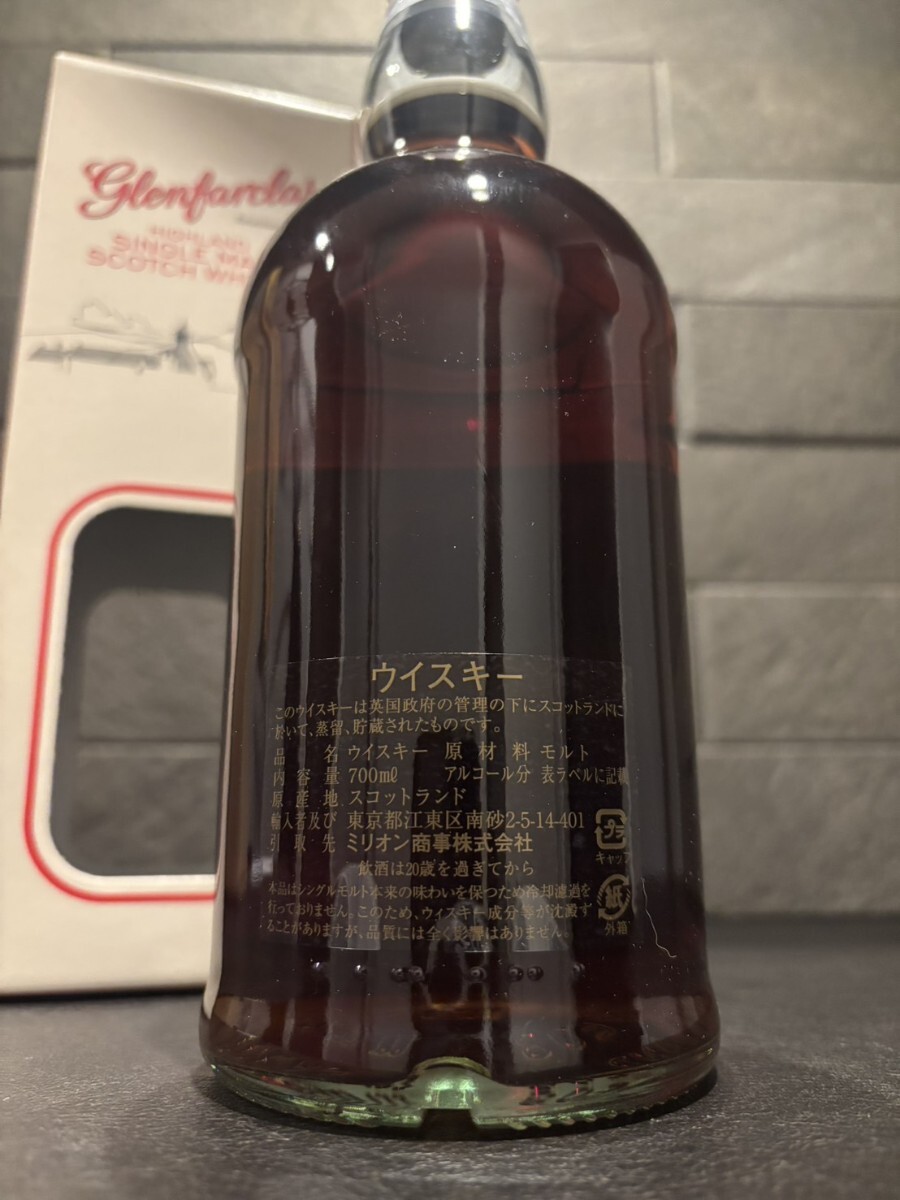 Glenfarclas
HIGHLAND
SINGLE
SCOTCH
ウイスキー
このウイスキーは英国政府の管理の下にスコットランドに
於いて、蒸留、貯蔵されたものです。
品名 ウイスキー 原材料 モルト
内容量 700mℓ アルコール分 表ラベルに記載
原産地 スコットランド
輸入者及び 東京都江東区南砂2-5-14-401
引取先 ミリオン商事株式会社
飲酒は20歳を過ぎてから
本品はシングルモルト本来の味わいを保つため冷却濾過を
行っておりません。このため、ウィスキー成分等が沈澱す
ることがありますが、品質には全く影響はありません。
プラ
キャップ
紙
外箱